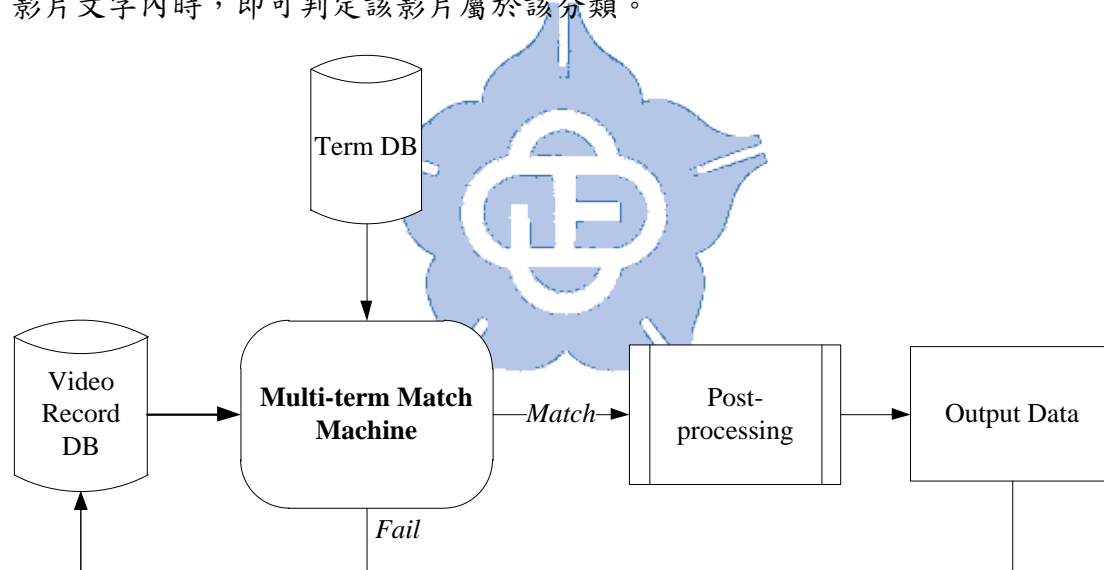 影片文字內時，即可判定該影片屬於該分類。
Term DB
Video
Record
DB
Multi-term Match
Machine
Match
Post-
processing
Output Data
Fail